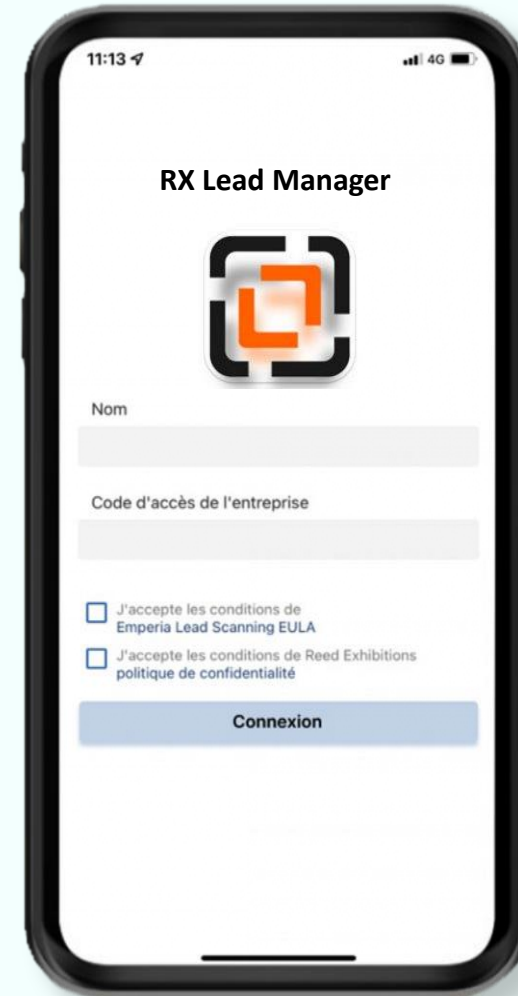 11:13
4G
RX Lead Manager
Nom
Code d'accès de l'entreprise
J'accepte les conditions de
Emperia Lead Scanning EULA
J'accepte les conditions de Reed Exhibitions
politique de confidentialité
Connexion